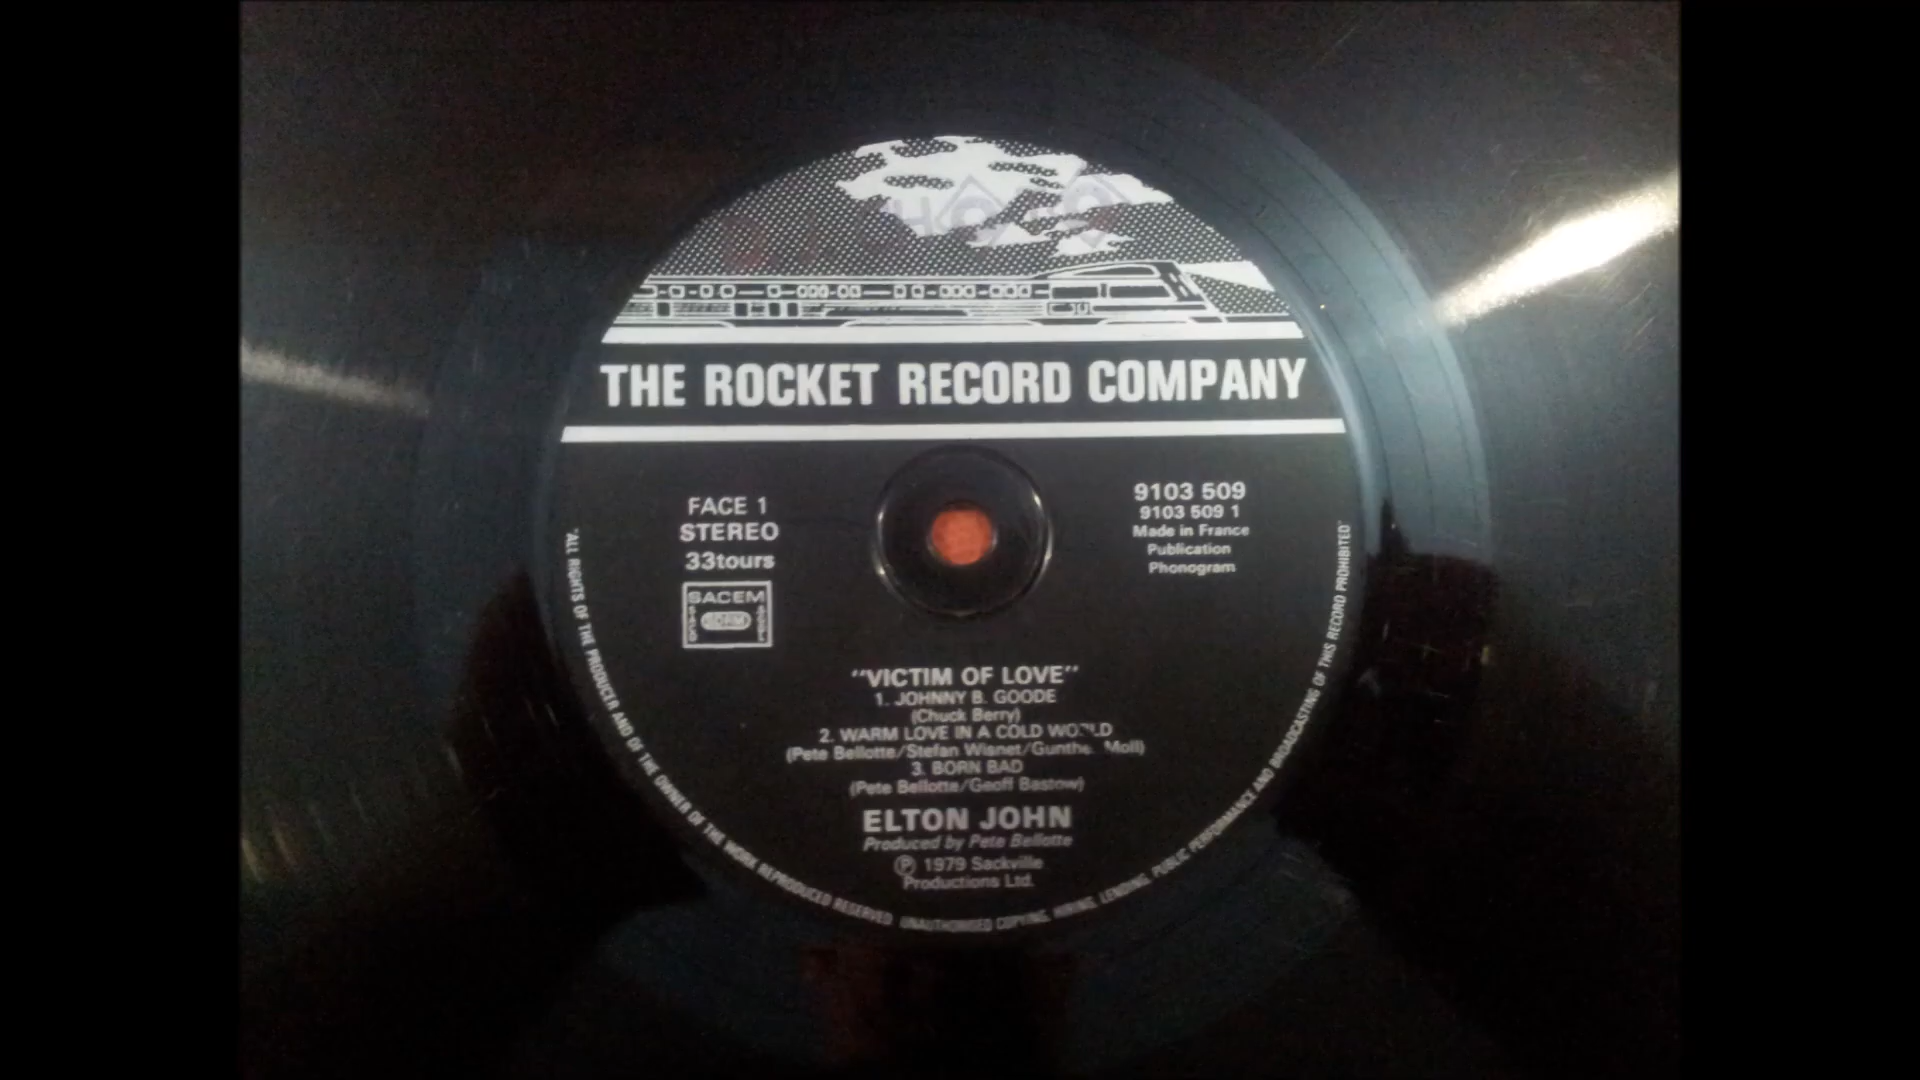 THE ROCKET RECORD COMPANY
FACE 1
STEREO
33tours
SACEM
9103 509
9103 509 1
Made in France
Publication
Phonogram
"VICTIM OF LOVE"
1. JOHNNY B. GOODE
(Chuck Berry)
2. WARM LOVE IN A COLD WORLD
(Pete Bellotte/Stefan Wisnet/Gunther Moll)
3. BORN BAD
(Pete Bellotte/Geoff Bastow)
ELTON JOHN
Produced by Pete Bellotte
Ⓟ 1979 Sackville
Productions Ltd.
"ALL RIGHTS OF THE PRODUCER AND OF THE OWNER OF THE WORK REPRODUCED RESERVED UNAUTHORISED COPYING, HIRING, LENDING, PUBLIC PERFORMANCE AND BROADCASTING OF THIS RECORD PROHIBITED"